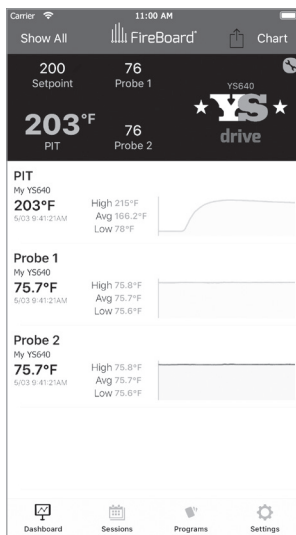 Carrier 11:00 AM
Show All FireBoard® Chart
200 76
Setpoint Probe 1
YS640
203°F
YS
76
drive
PIT Probe 2
PIT
My YS640
203°F
5/03 9:41:21AM
High 215°F
Avg 166.2°F
Low 78°F
Probe 1
My YS640
75.7°F
5/03 9:41:21AM
High 75.8°F
Avg 75.7°F
Low 75.6°F
Probe 2
My YS640
75.7°F
5/03 9:41:21AM
High 75.8°F
Avg 75.7°F
Low 75.6°F
Dashboard Sessions Programs Settings